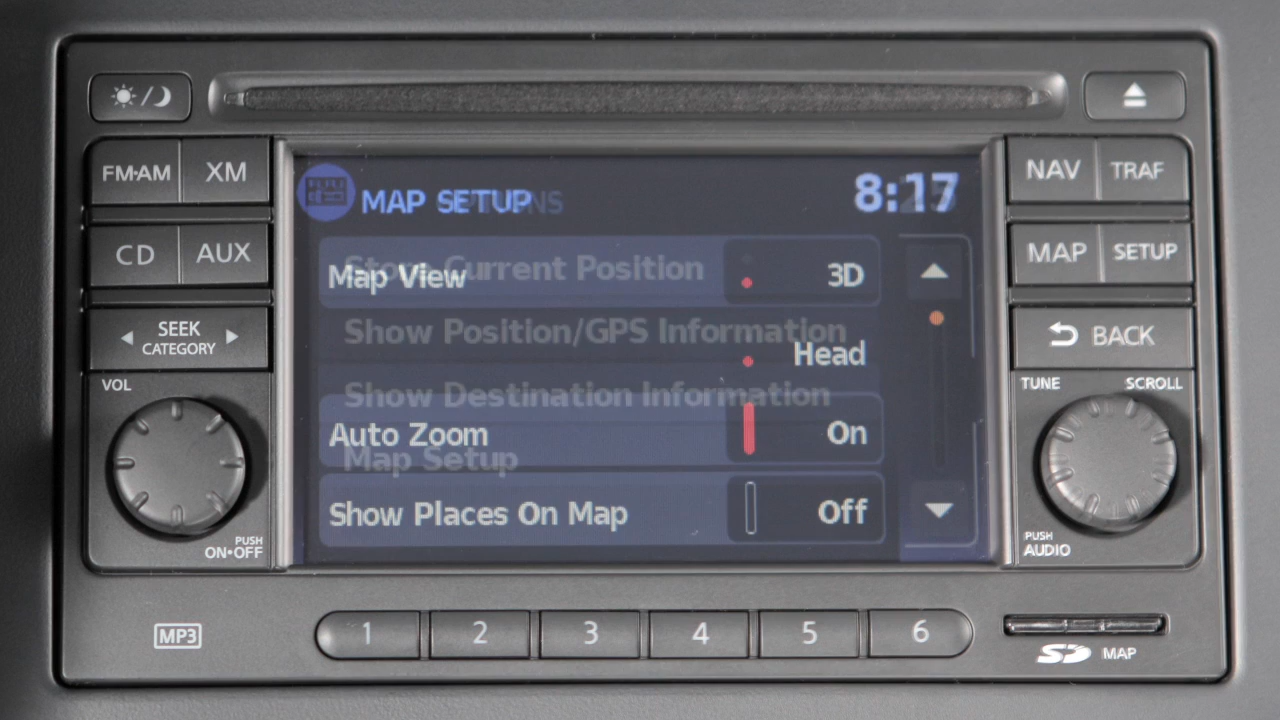 FM·AM XM
CD AUX
SEEK
CATEGORY
VOL
PUSH
ON·OFF
MP3
MAP SETUP
8:17
Store Current Position
Map View 3D
Show Position/GPS Information
Head
Show Destination Information
Auto Zoom On
Map Setup
Show Places On Map Off
NAV TRAF
MAP SETUP
BACK
TUNE SCROLL
PUSH
AUDIO
1 2 3 4 5 6
SD MAP